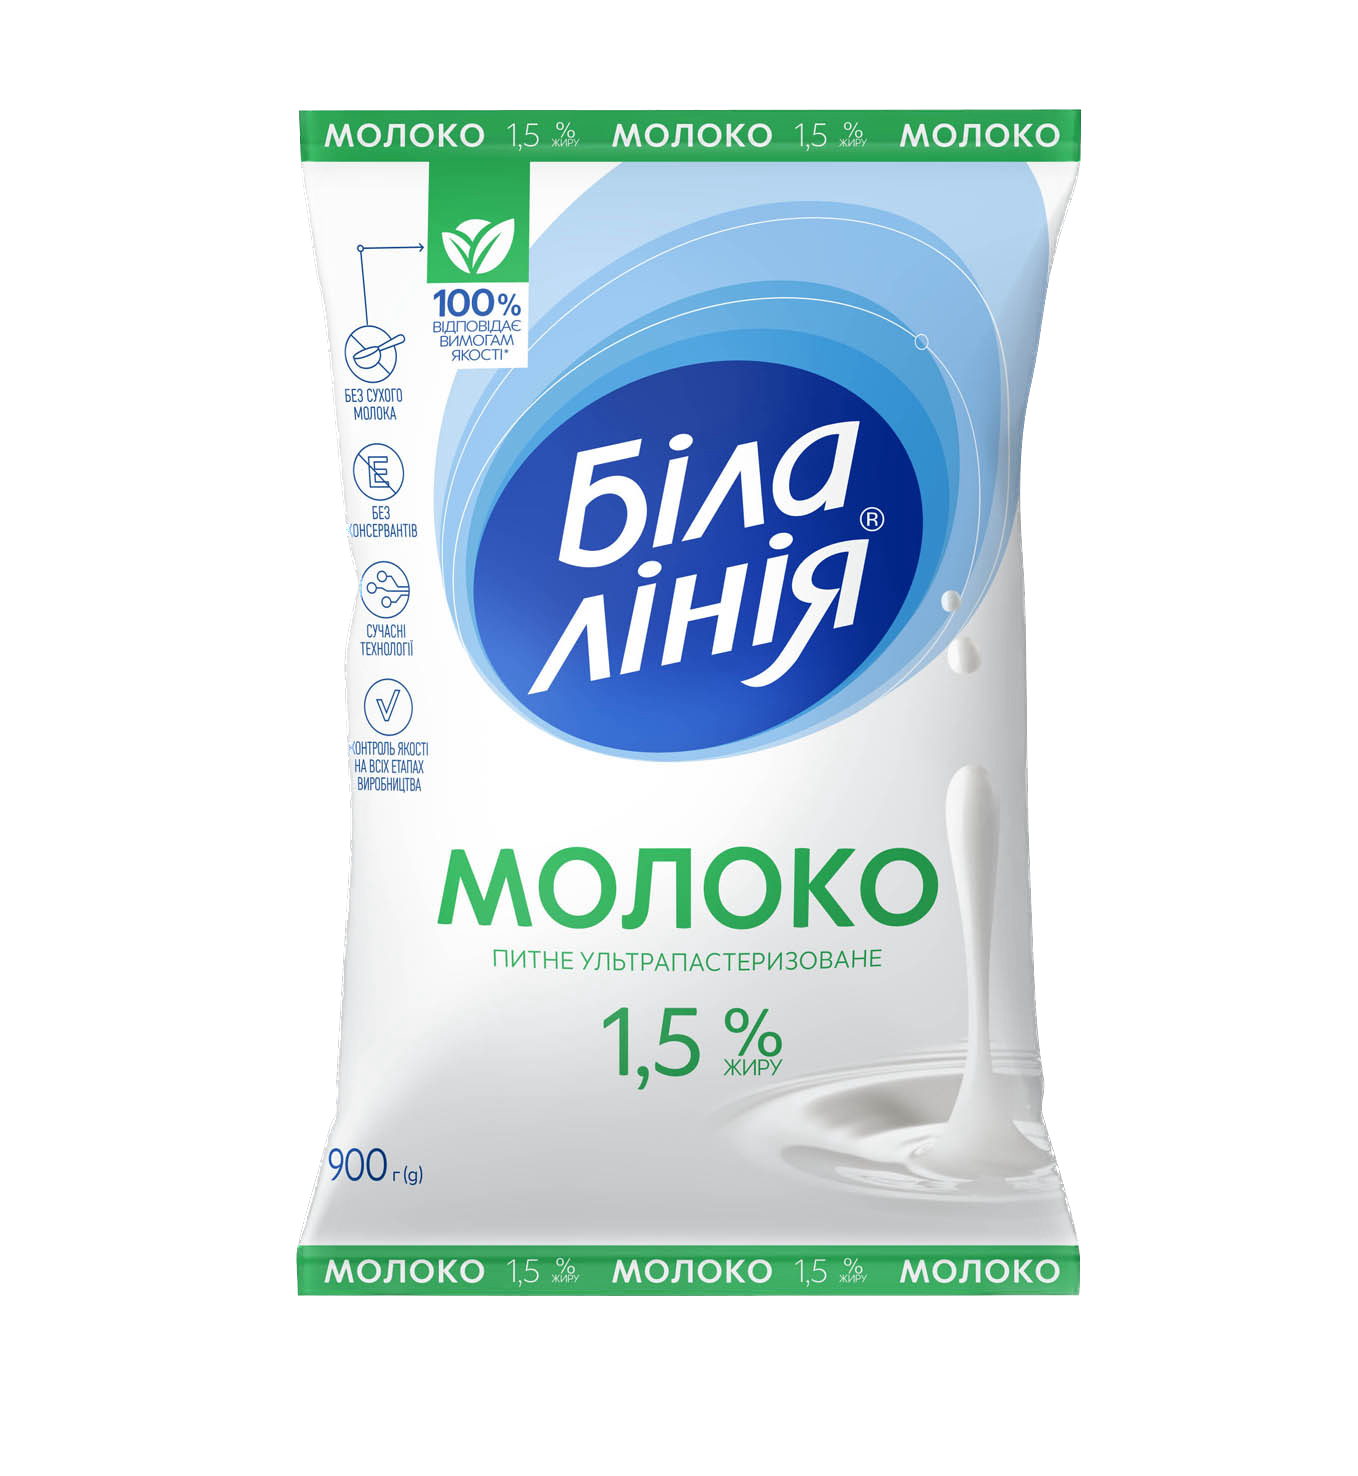 МОЛОКО 1,5 % ЖИРУ МОЛОКО 1,5 % ЖИРУ МОЛОКО
100%
ВІДПОВІДАЄ
ВИМОГАМ
ЯКОСТІ*
БЕЗ СУХОГО
МОЛОКА
Е
БЕЗ
КОНСЕРВАНТІВ
СУЧАСНІ
ТЕХНОЛОГІЇ
КОНТРОЛЬ ЯКОСТІ
НА ВСІХ ЕТАПАХ
ВИРОБНИЦТВА
Біла
лінія®
МОЛОКО
ПИТНЕ УЛЬТРАПАСТЕРИЗОВАНЕ
1,5 % ЖИРУ
900 г (g)
МОЛОКО 1,5 % ЖИРУ МОЛОКО 1,5 % ЖИРУ МОЛОКО